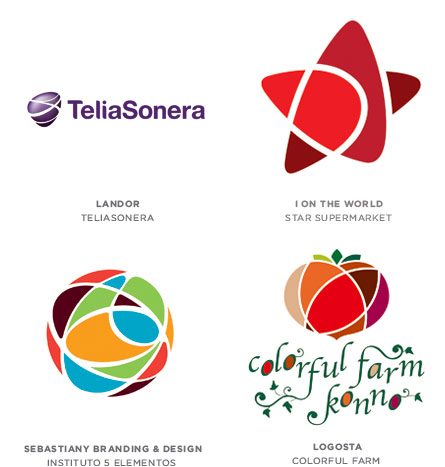 TeliaSonera
LANDOR
TELIASONERA
I ON THE WORLD
STAR SUPERMARKET
colorful farm
konno
SEBASTIANY BRANDING & DESIGN
INSTITUTO 5 ELEMENTOS
LOGOSTA
COLORFUL FARM